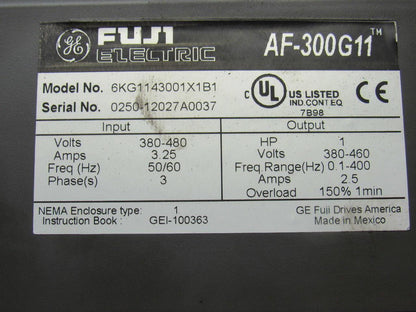 GE FUJI ELECTRIC AF-300G11™
Model No. 6KG1143001X1B1
Serial No. 0250-12027A0037
C UL US LISTED
IND.CONT.EQ
7B98
Input Output
Volts 380-480 HP 1
Amps 3.25 Volts 380-460
Freq (Hz) 50/60 Freq Range(Hz) 0.1-400
Phase(s) 3 Amps 2.5
Overload 150% 1min
NEMA Enclosure type: 1 GE Fuji Drives America
Instruction Book : GEI-100363 Made in Mexico